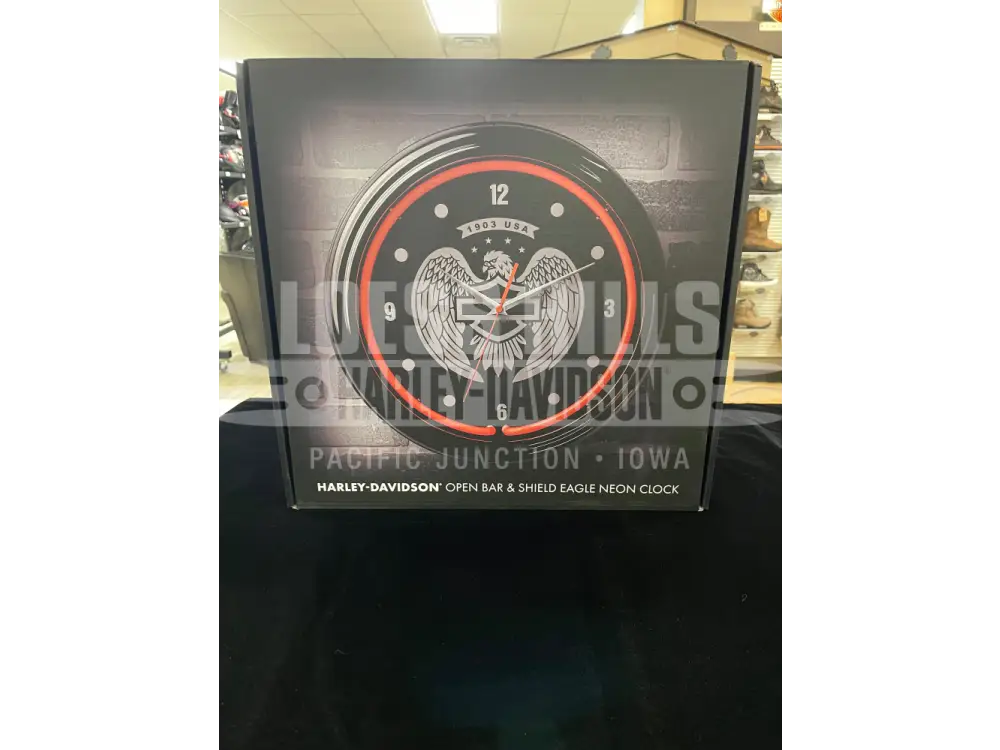 12
1903 USA
9
3
6
LOESS HILLS
HARLEY-DAVIDSON
PACIFIC JUNCTION • IOWA
HARLEY-DAVIDSON® OPEN BAR & SHIELD EAGLE NEON CLOCK